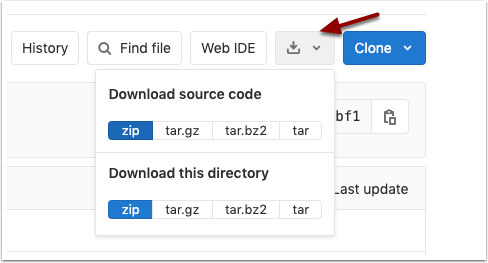 History Find file Web IDE Clone
Download source code
zip tar.gz tar.bz2 tar
bf1
Download this directory
zip tar.gz tar.bz2 tar
Last update